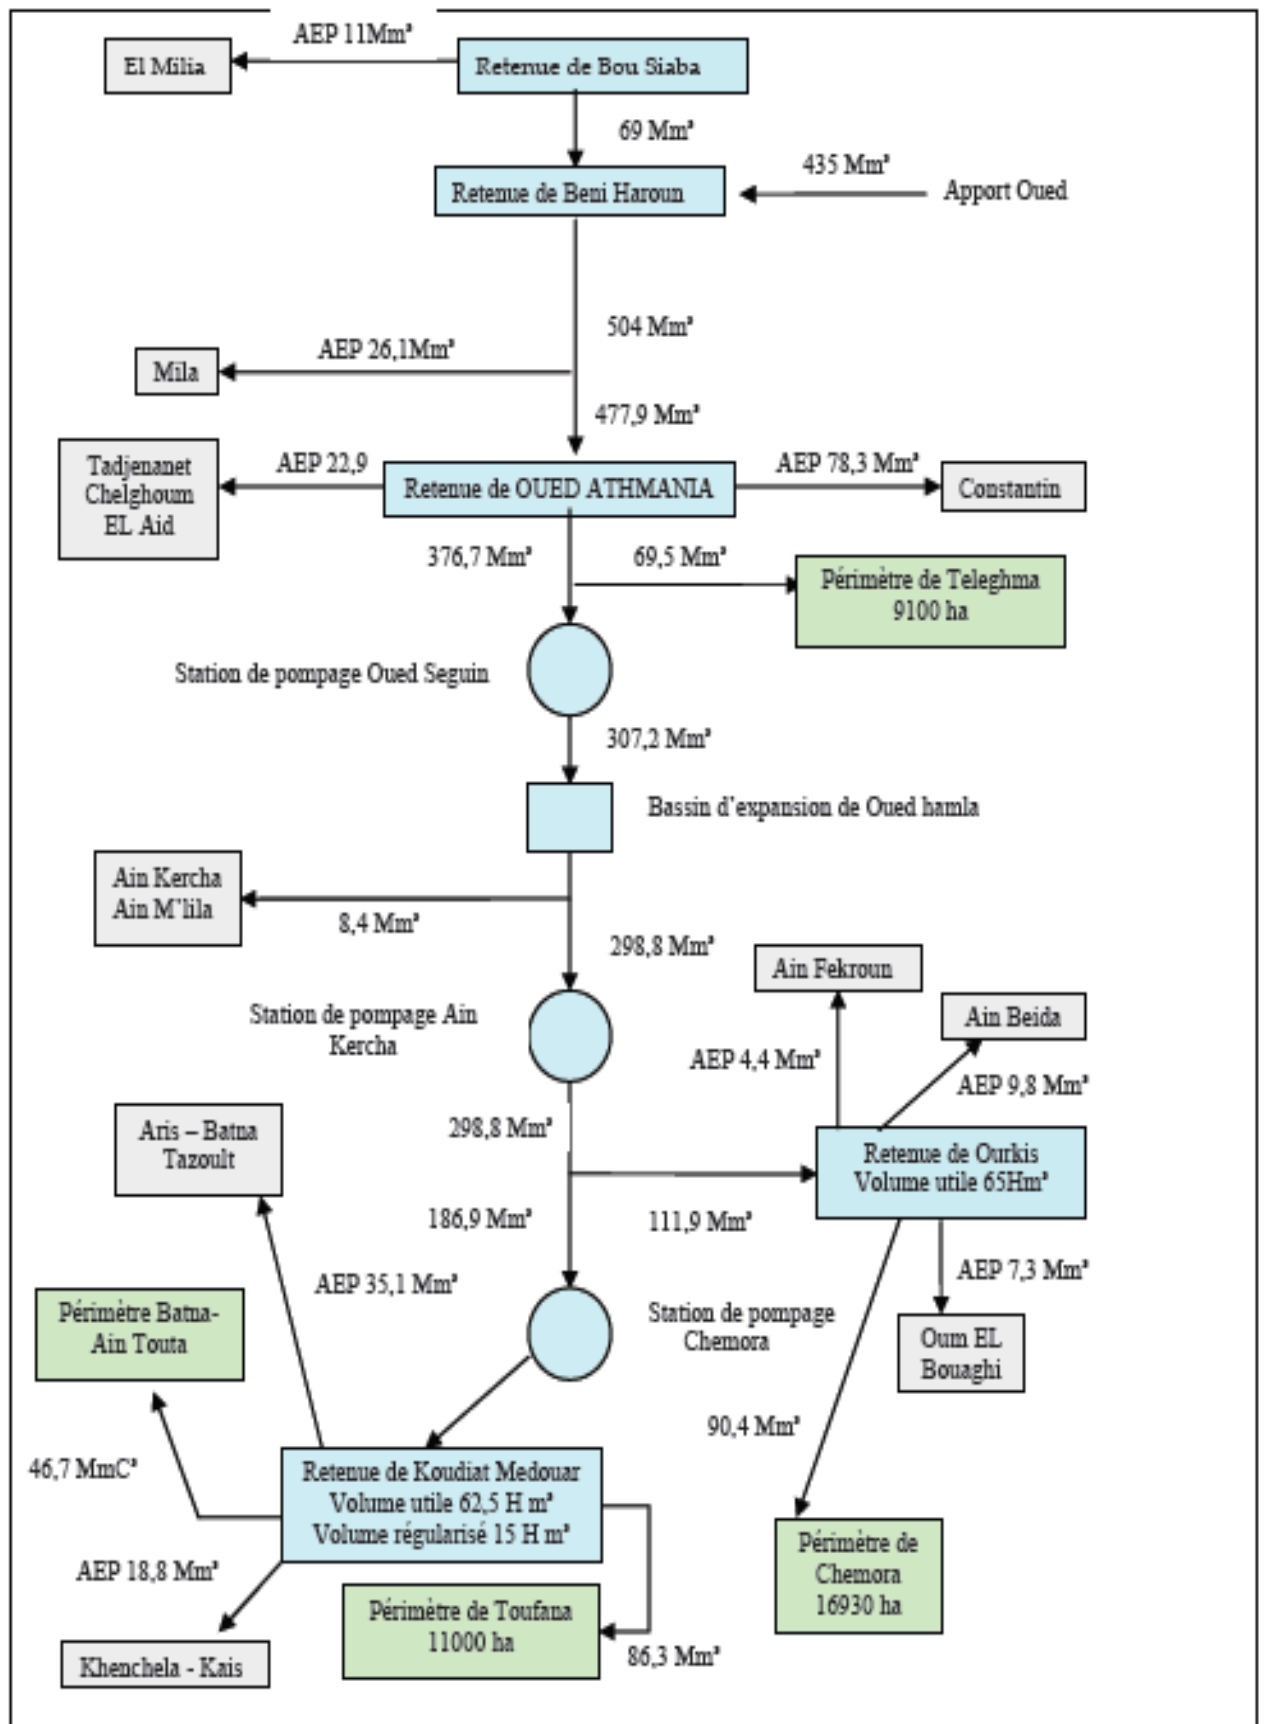 AEP 11Mm³
El Milia
Retenue de Bou Siaba
69 Mm³
435 Mm³
Retenue de Beni Haroun
Apport Oued
504 Mm³
AEP 26,1Mm³
Mila
477,9 Mm³
Tadjenanet
Chelghoum
EL Aid
AEP 22,9
Retenue de OUED ATHMANIA
AEP 78,3 Mm³
Constantin
376,7 Mm³
69,5 Mm³
Périmètre de Teleghma
9100 ha
Station de pompage Oued Seguin
307,2 Mm³
Bassin d'expansion de Oued hamla
Ain Kercha
Ain M'lila
8,4 Mm³
298,8 Mm³
Ain Fekroun
Station de pompage Ain
Kercha
Ain Beida
AEP 4,4 Mm³
AEP 9,8 Mm³
Aris – Batna
Tazoult
298,8 Mm³
Retenue de Ourkis
Volume utile 65Hm³
186,9 Mm³
111,9 Mm³
AEP 35,1 Mm³
AEP 7,3 Mm³
Périmètre Batna-
Ain Touta
Station de pompage
Chemora
Oum EL
Bouaghi
90,4 Mm³
46,7 MmC³
Retenue de Koudiat Medouar
Volume utile 62,5 H m³
Volume régularisé 15 H m³
AEP 18,8 Mm³
Périmètre de
Chemora
16930 ha
Périmètre de Toufana
11000 ha
86,3 Mm³
Khenchela - Kais